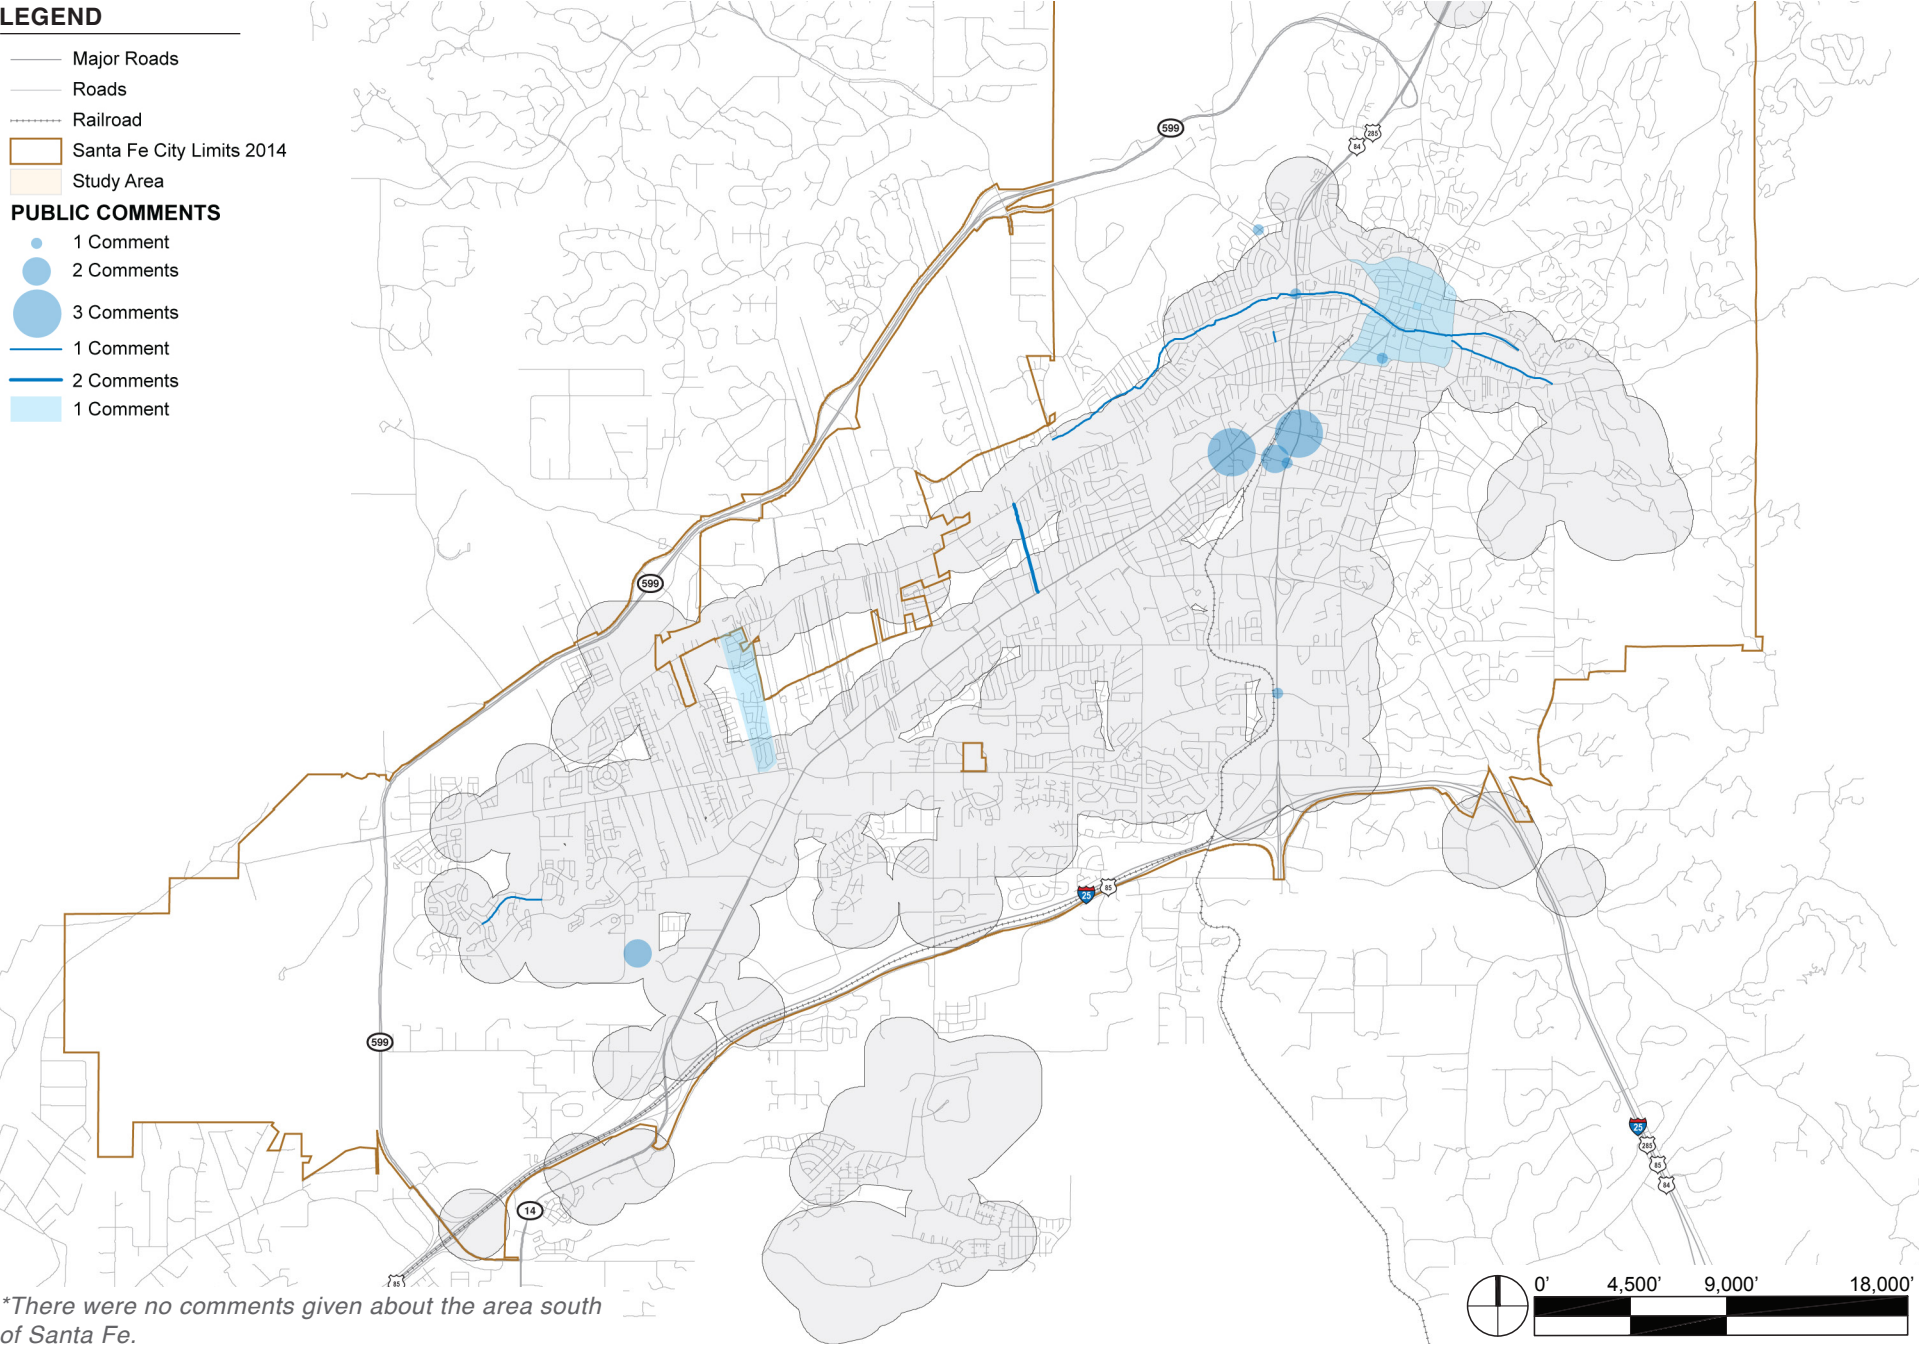 LEGEND
Major Roads
Roads
Railroad
Santa Fe City Limits 2014
Study Area
PUBLIC COMMENTS
1 Comment
2 Comments
3 Comments
1 Comment
2 Comments
1 Comment
599
285
84
599
25
85
599
25
285
85
84
14
85
*There were no comments given about the area south
of Santa Fe.
0' 4,500' 9,000' 18,000'